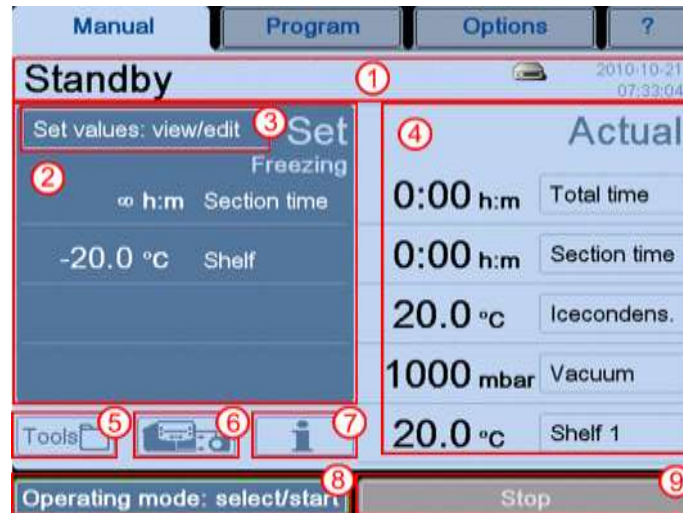 Manual Program Options ?
Standby 1 2010-10-21
07:33:04
Set values: view/edit 3 Set 4 Actual
2 Freezing
∞ h:m Section time 0:00 h:m Total time
-20.0 °C Shelf 0:00 h:m Section time
20.0 °C Icecondens.
1000 mbar Vacuum
Tools 5 6 i 7 20.0 °C Shelf 1
Operating mode: select/start 8 Stop 9